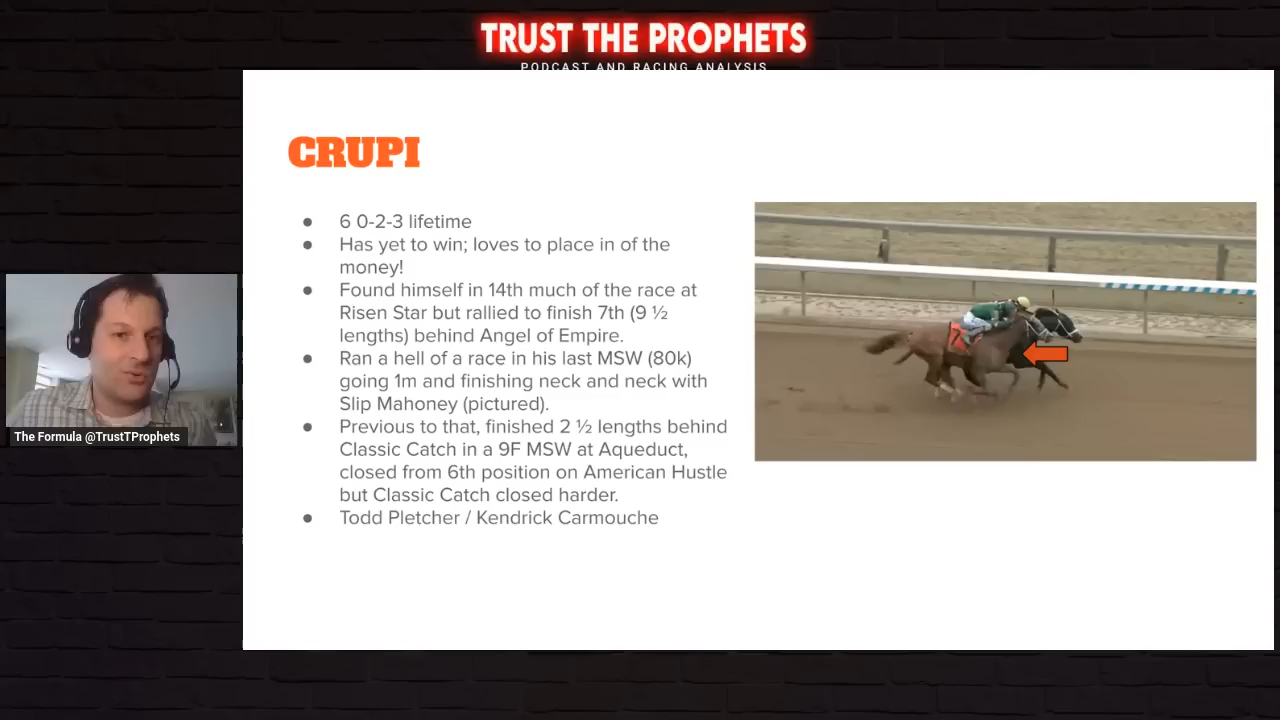 TRUST THE PROPHETS
PODCAST AND RACING ANALYSIS
CRUPI
● 6 0-2-3 lifetime
● Has yet to win; loves to place in of the
money!
● Found himself in 14th much of the race at
Risen Star but rallied to finish 7th (9 ½
lengths) behind Angel of Empire.
● Ran a hell of a race in his last MSW (80k)
going 1m and finishing neck and neck with
Slip Mahoney (pictured).
● Previous to that, finished 2 ½ lengths behind
Classic Catch in a 9F MSW at Aqueduct,
closed from 6th position on American Hustle
but Classic Catch closed harder.
● Todd Pletcher / Kendrick Carmouche
The Formula @TrustTProphets